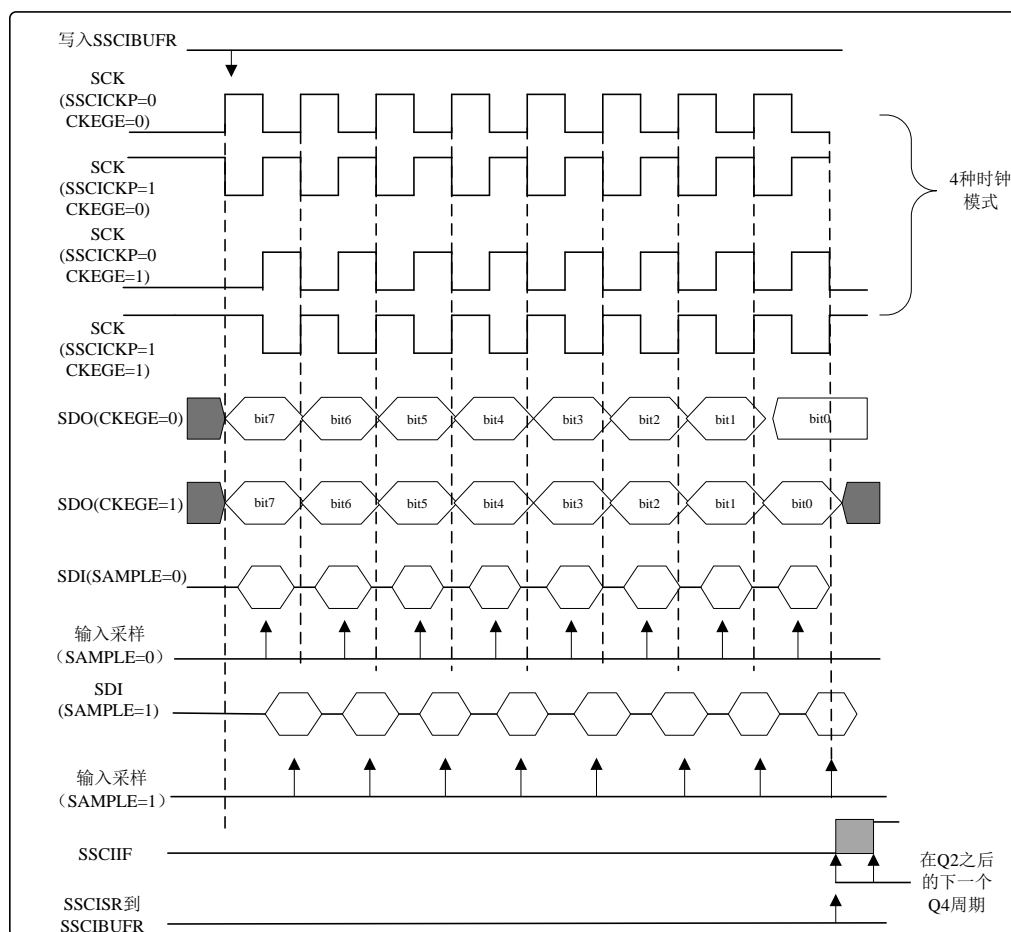 写入SSCIBUFR
SCK
(SSCICKP=0
CKEGE=0)
SCK
(SSCICKP=1
CKEGE=0)
SCK
(SSCICKP=0
CKEGE=1)
SCK
(SSCICKP=1
CKEGE=1)
4种时钟
模式
SDO(CKEGE=0)
bit7
bit6
bit5
bit4
bit3
bit2
bit1
bit0
SDO(CKEGE=1)
bit7
bit6
bit5
bit4
bit3
bit2
bit1
bit0
SDI(SAMPLE=0)
输入采样
（SAMPLE=0）
SDI
(SAMPLE=1)
输入采样
（SAMPLE=1）
SSCIIF
在Q2之后
的下一个
Q4周期
SSCISR到
SSCIBUFR